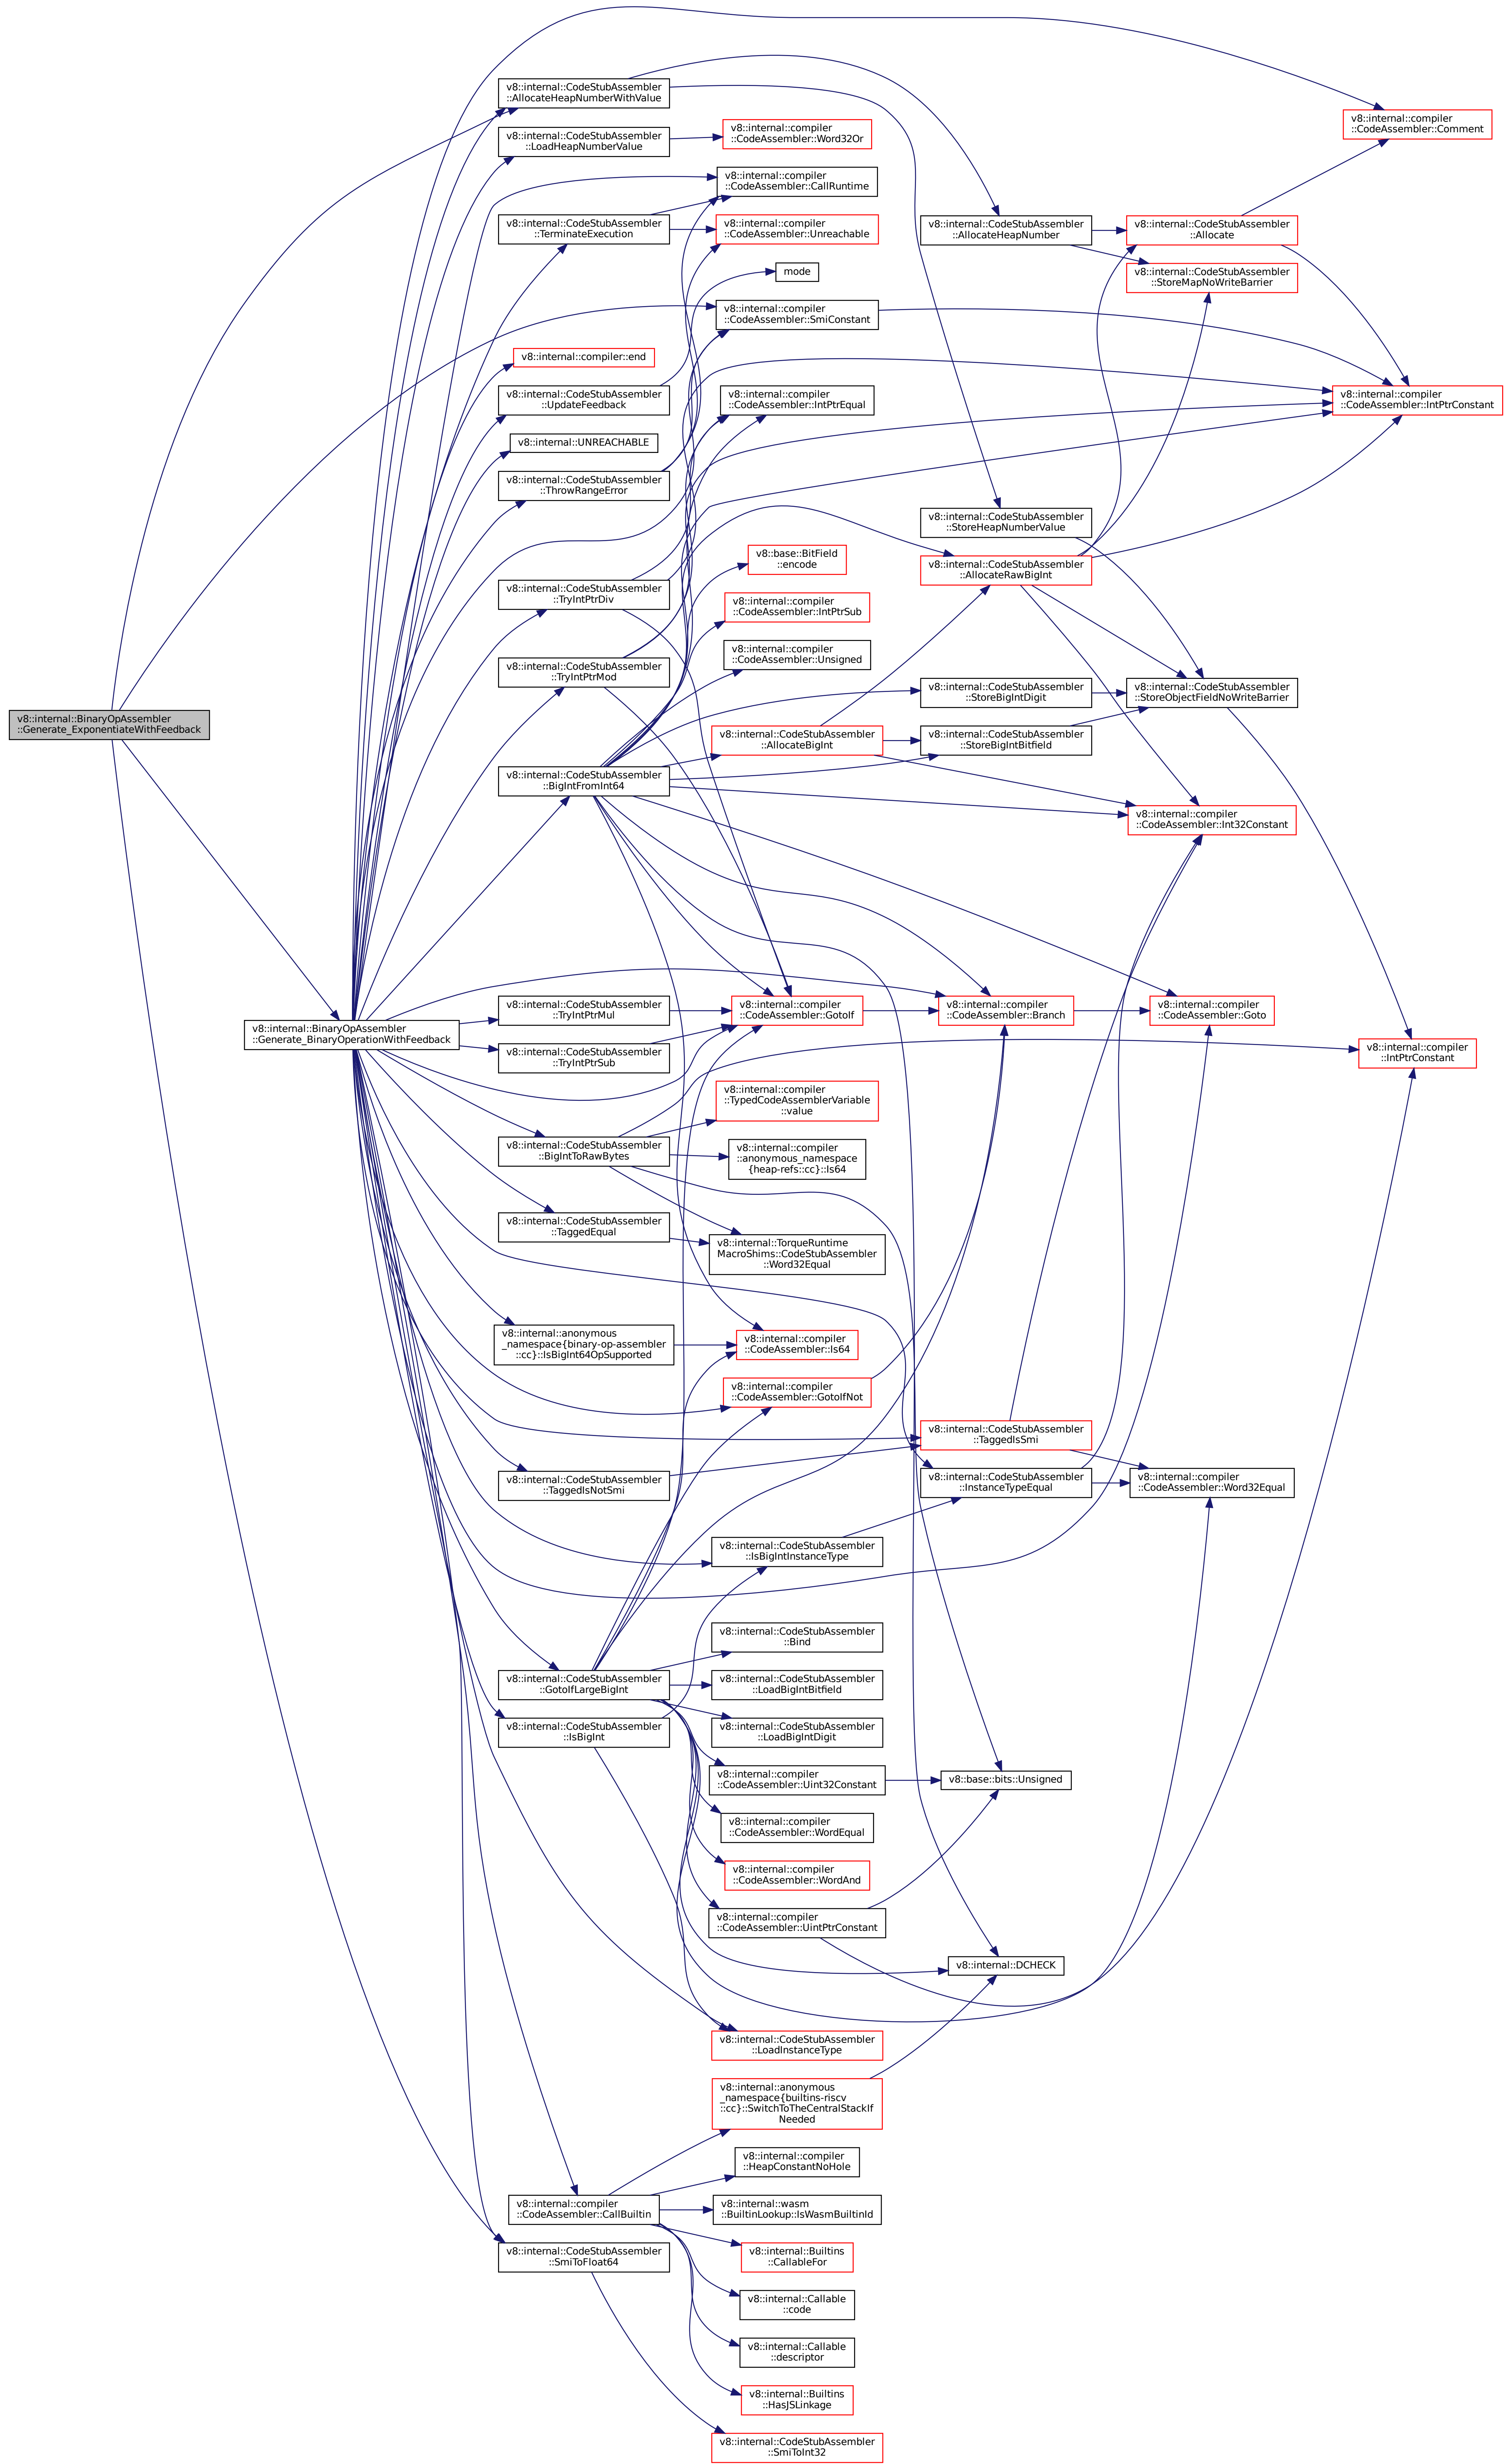 v8::internal::BinaryOpAssembler
::Generate_ExponentiateWithFeedback
v8::internal::BinaryOpAssembler
::Generate_BinaryOperationWithFeedback
v8::internal::CodeStubAssembler
::AllocateHeapNumberWithValue
v8::internal::CodeStubAssembler
::LoadHeapNumberValue
v8::internal::CodeStubAssembler
::TerminateExecution
v8::internal::compiler::end
v8::internal::CodeStubAssembler
::UpdateFeedback
v8::internal::UNREACHABLE
v8::internal::CodeStubAssembler
::ThrowRangeError
v8::internal::CodeStubAssembler
::TryIntPtrDiv
v8::internal::CodeStubAssembler
::TryIntPtrMod
v8::internal::CodeStubAssembler
::BigIntFromInt64
v8::internal::CodeStubAssembler
::TryIntPtrMul
v8::internal::CodeStubAssembler
::TryIntPtrSub
v8::internal::CodeStubAssembler
::BigIntToRawBytes
v8::internal::CodeStubAssembler
::TaggedEqual
v8::internal::anonymous
_namespace{binary-op-assembler
::cc}::IsBigInt64OpSupported
v8::internal::CodeStubAssembler
::TaggedIsNotSmi
v8::internal::CodeStubAssembler
::GotoIfLargeBigInt
v8::internal::CodeStubAssembler
::IsBigInt
v8::internal::compiler
::CodeAssembler::CallBuiltin
v8::internal::CodeStubAssembler
::SmiToFloat64
v8::internal::compiler
::CodeAssembler::Word32Or
v8::internal::compiler
::CodeAssembler::CallRuntime
v8::internal::compiler
::CodeAssembler::Unreachable
mode
v8::internal::compiler
::CodeAssembler::SmiConstant
v8::internal::compiler
::CodeAssembler::IntPtrEqual
v8::base::BitField
::encode
v8::internal::compiler
::CodeAssembler::IntPtrSub
v8::internal::compiler
::CodeAssembler::Unsigned
v8::internal::CodeStubAssembler
::AllocateBigInt
v8::internal::compiler
::CodeAssembler::GotoIf
v8::internal::compiler
::TypedCodeAssemblerVariable
::value
v8::internal::compiler
::anonymous_namespace
{heap-refs::cc}::Is64
v8::internal::TorqueRuntime
MacroShims::CodeStubAssembler
::Word32Equal
v8::internal::compiler
::CodeAssembler::Is64
v8::internal::compiler
::CodeAssembler::GotoIfNot
v8::internal::CodeStubAssembler
::IsBigIntInstanceType
v8::internal::CodeStubAssembler
::Bind
v8::internal::CodeStubAssembler
::LoadBigIntBitfield
v8::internal::CodeStubAssembler
::LoadBigIntDigit
v8::internal::compiler
::CodeAssembler::Uint32Constant
v8::internal::compiler
::CodeAssembler::WordEqual
v8::internal::compiler
::CodeAssembler::WordAnd
v8::internal::compiler
::CodeAssembler::UintPtrConstant
v8::internal::CodeStubAssembler
::LoadInstanceType
v8::internal::anonymous
_namespace{builtins-riscv
::cc}::SwitchToTheCentralStackIf
Needed
v8::internal::compiler
::HeapConstantNoHole
v8::internal::wasm
::BuiltinLookup::IsWasmBuiltinId
v8::internal::Builtins
::CallableFor
v8::internal::Callable
::code
v8::internal::Callable
::descriptor
v8::internal::Builtins
::HasJSLinkage
v8::internal::CodeStubAssembler
::SmiToInt32
v8::internal::CodeStubAssembler
::AllocateHeapNumber
v8::internal::CodeStubAssembler
::StoreHeapNumberValue
v8::internal::CodeStubAssembler
::AllocateRawBigInt
v8::internal::CodeStubAssembler
::StoreBigIntDigit
v8::internal::CodeStubAssembler
::StoreBigIntBitfield
v8::internal::compiler
::CodeAssembler::Branch
v8::internal::CodeStubAssembler
::TaggedIsSmi
v8::internal::CodeStubAssembler
::InstanceTypeEqual
v8::base::bits::Unsigned
v8::internal::DCHECK
v8::internal::CodeStubAssembler
::Allocate
v8::internal::CodeStubAssembler
::StoreMapNoWriteBarrier
v8::internal::CodeStubAssembler
::StoreObjectFieldNoWriteBarrier
v8::internal::compiler
::CodeAssembler::Int32Constant
v8::internal::compiler
::CodeAssembler::Goto
v8::internal::compiler
::CodeAssembler::Word32Equal
v8::internal::compiler
::CodeAssembler::Comment
v8::internal::compiler
::CodeAssembler::IntPtrConstant
v8::internal::compiler
::IntPtrConstant